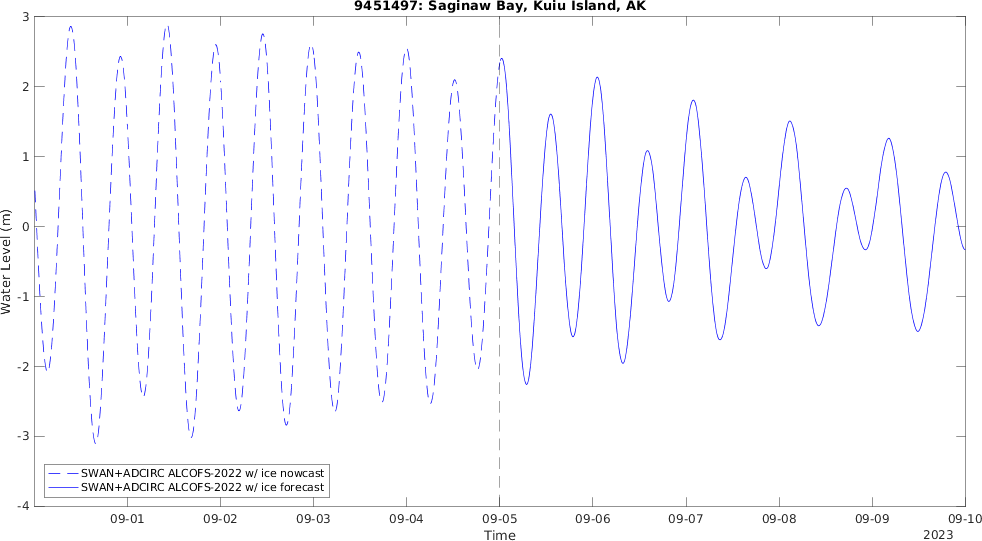 9451497: Saginaw Bay, Kuiu Island, AK
Water Level (m)
3
2
1
0
-1
-2
-3
-4
SWAN+ADCIRC ALCOFS-2022 w/ ice nowcast
SWAN+ADCIRC ALCOFS-2022 w/ ice forecast
09-01 09-02 09-03 09-04 09-05 09-06 09-07 09-08 09-09 09-10
Time
2023